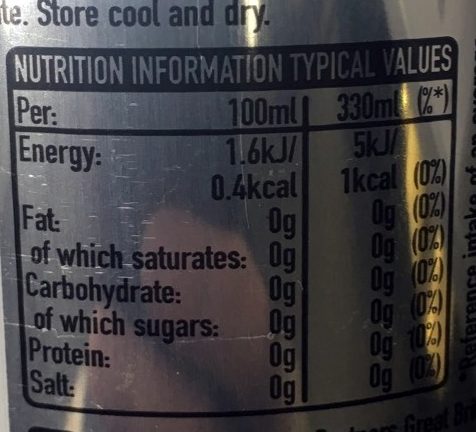 te. Store cool and dry.
NUTRITION INFORMATION TYPICAL VALUES
Per: 100ml 330ml (%*)
Energy: 1.6kJ/ 5kJ/
0.4kcal 1kcal (0%)
Fat: 0g 0g (0%)
of which saturates: 0g 0g (0%)
Carbohydrate: 0g 0g (0%)
of which sugars: 0g 0g (0%)
Protein: 0g 0g (0%)
Salt: 0g 0g (0%)
*Reference intake of an
Great